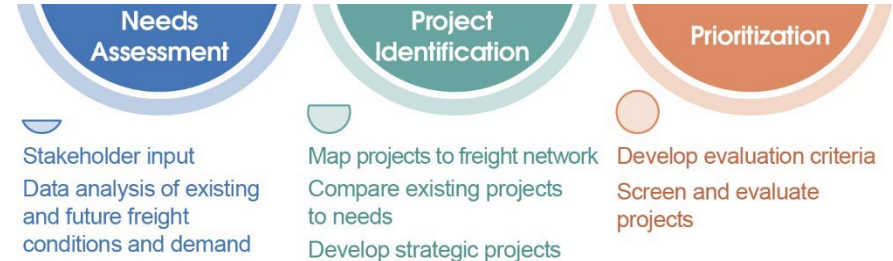 Needs
Assessment
Stakeholder input
Data analysis of existing
and future freight
conditions and demand
Project
Identification
Map projects to freight network
Compare existing projects
to needs
Develop strategic projects
Prioritization
Develop evaluation criteria
Screen and evaluate
projects